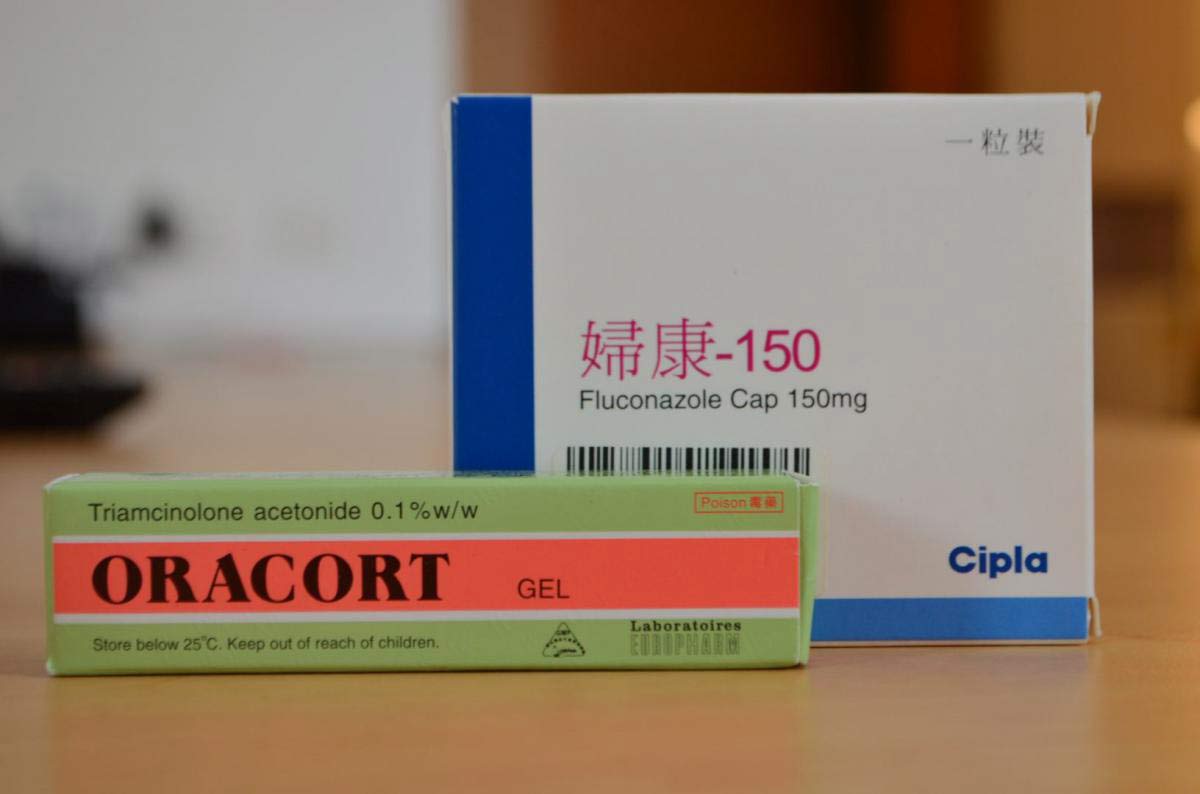 一粒裝
婦康-150
Fluconazole Cap 150mg
Cipla
Triamcinolone acetonide 0.1%w/w
Poison 毒藥
ORACORT GEL
Store below 25°C. Keep out of reach of children.
Laboratoires
EUROPHARM